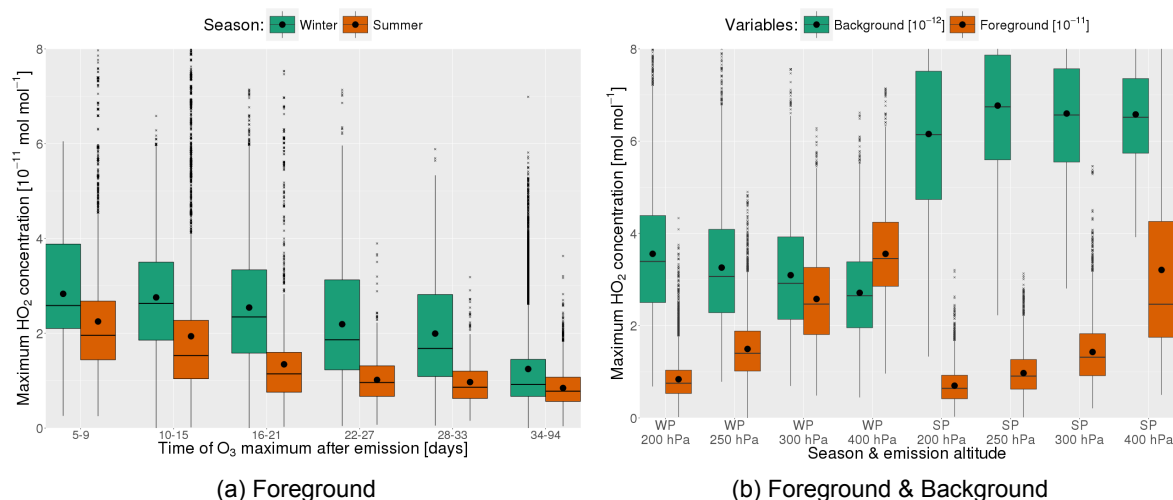 Season: Winter Summer
Maximum HO₂ concentration [10⁻¹¹ mol mol⁻¹]
8
6
4
2
0
5-9 10-15 16-21 22-27 28-33 34-94
Time of O₃ maximum after emission [days]
(a) Foreground
Variables: Background [10⁻¹²] Foreground [10⁻¹¹]
Maximum HO₂ concentration [mol mol⁻¹]
8
6
4
2
0
WP WP WP WP SP SP SP SP
200 hPa 250 hPa 300 hPa 400 hPa 200 hPa 250 hPa 300 hPa 400 hPa
Season & emission altitude
(b) Foreground & Background